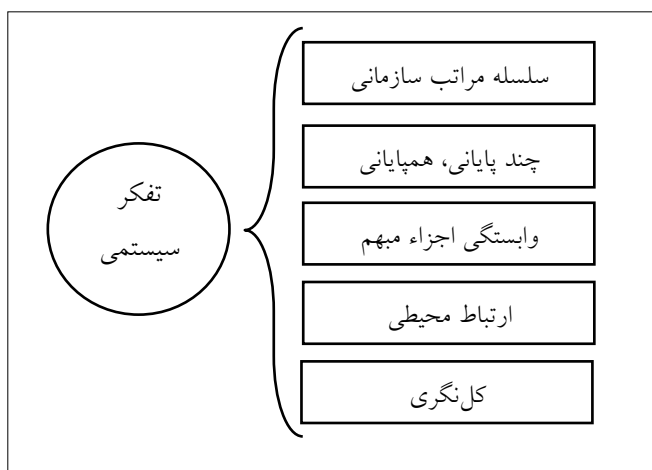 تفکر
سیستمی
سلسله مراتب سازمانی
چند پایانی، همپایانی
وابستگی اجزاء مبهم
ارتباط محیطی
کل‌نگری